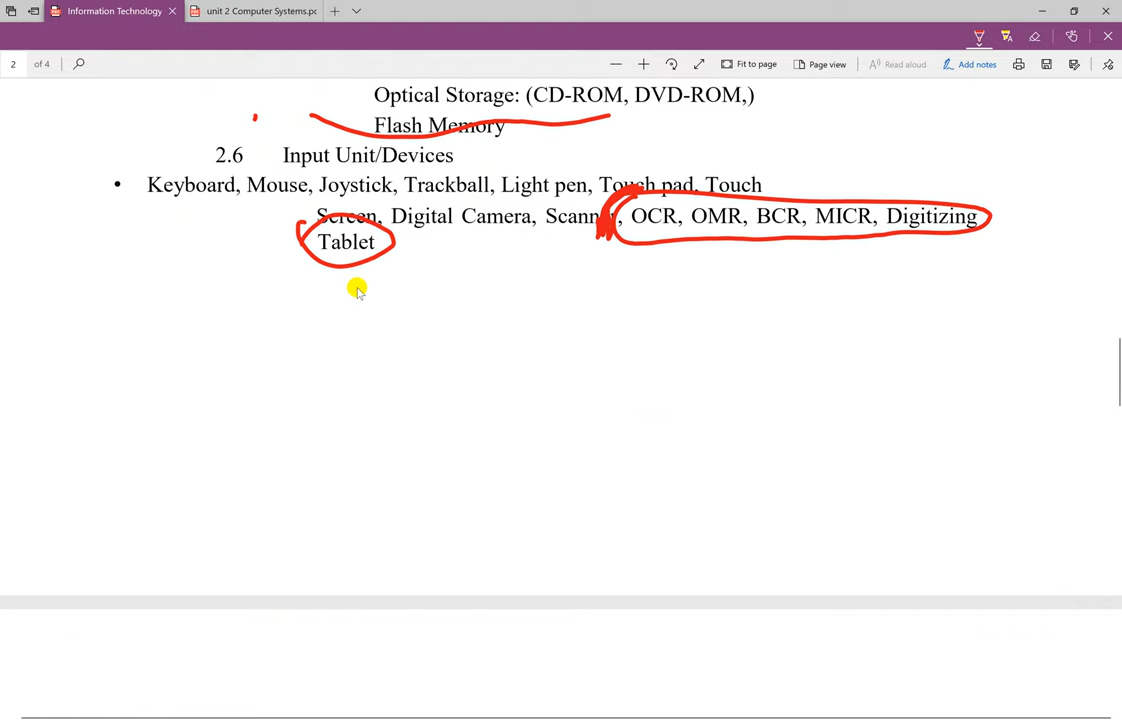 Information Technology
unit 2 Computer Systems.pc
2 of 4
Fit to page
Page view
Read aloud
Add notes
Optical Storage: (CD-ROM, DVD-ROM,)
Flash Memory
2.6 Input Unit/Devices
• Keyboard, Mouse, Joystick, Trackball, Light pen, Touch pad, Touch
Screen, Digital Camera, Scanner, OCR, OMR, BCR, MICR, Digitizing
Tablet